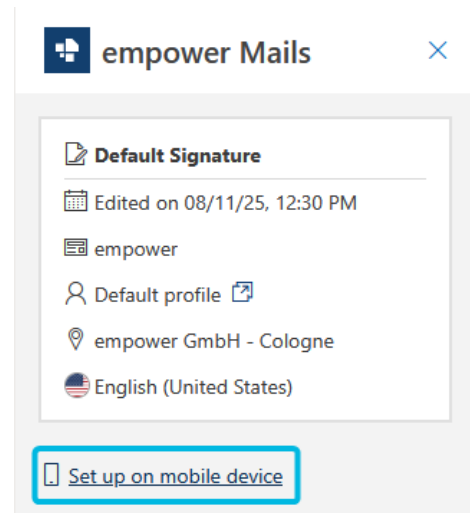 empower Mails
Default Signature
Edited on 08/11/25, 12:30 PM
empower
Default profile
empower GmbH - Cologne
English (United States)
Set up on mobile device